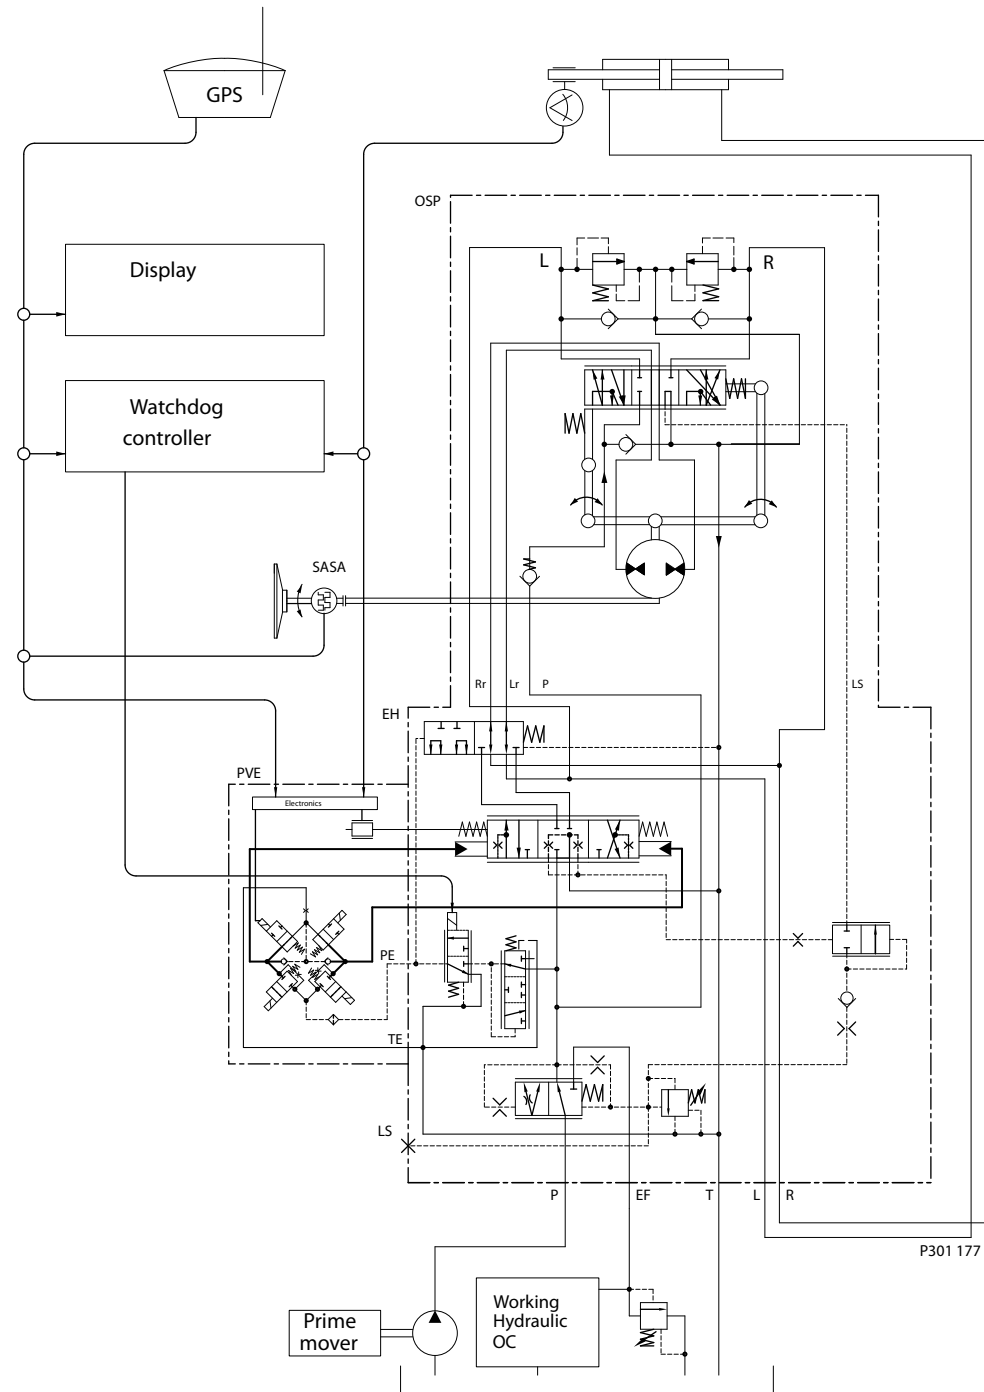 GPS
OSP
L
R
Display
Watchdog
controller
SASA
Rr
Lr
P
LS
EH
PVE
Electronics
PE
TE
LS
P
EF
T
L
R
P301 177
Prime
mover
Working
Hydraulic
OC